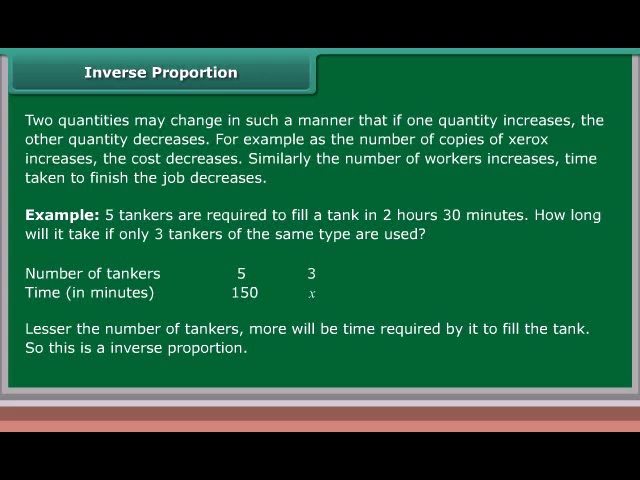 Inverse Proportion
Two quantities may change in such a manner that if one quantity increases, the
other quantity decreases. For example as the number of copies of xerox
increases, the cost decreases. Similarly the number of workers increases, time
taken to finish the job decreases.
Example: 5 tankers are required to fill a tank in 2 hours 30 minutes. How long
will it take if only 3 tankers of the same type are used?
Number of tankers 5 3
Time (in minutes) 150 x
Lesser the number of tankers, more will be time required by it to fill the tank.
So this is a inverse proportion.